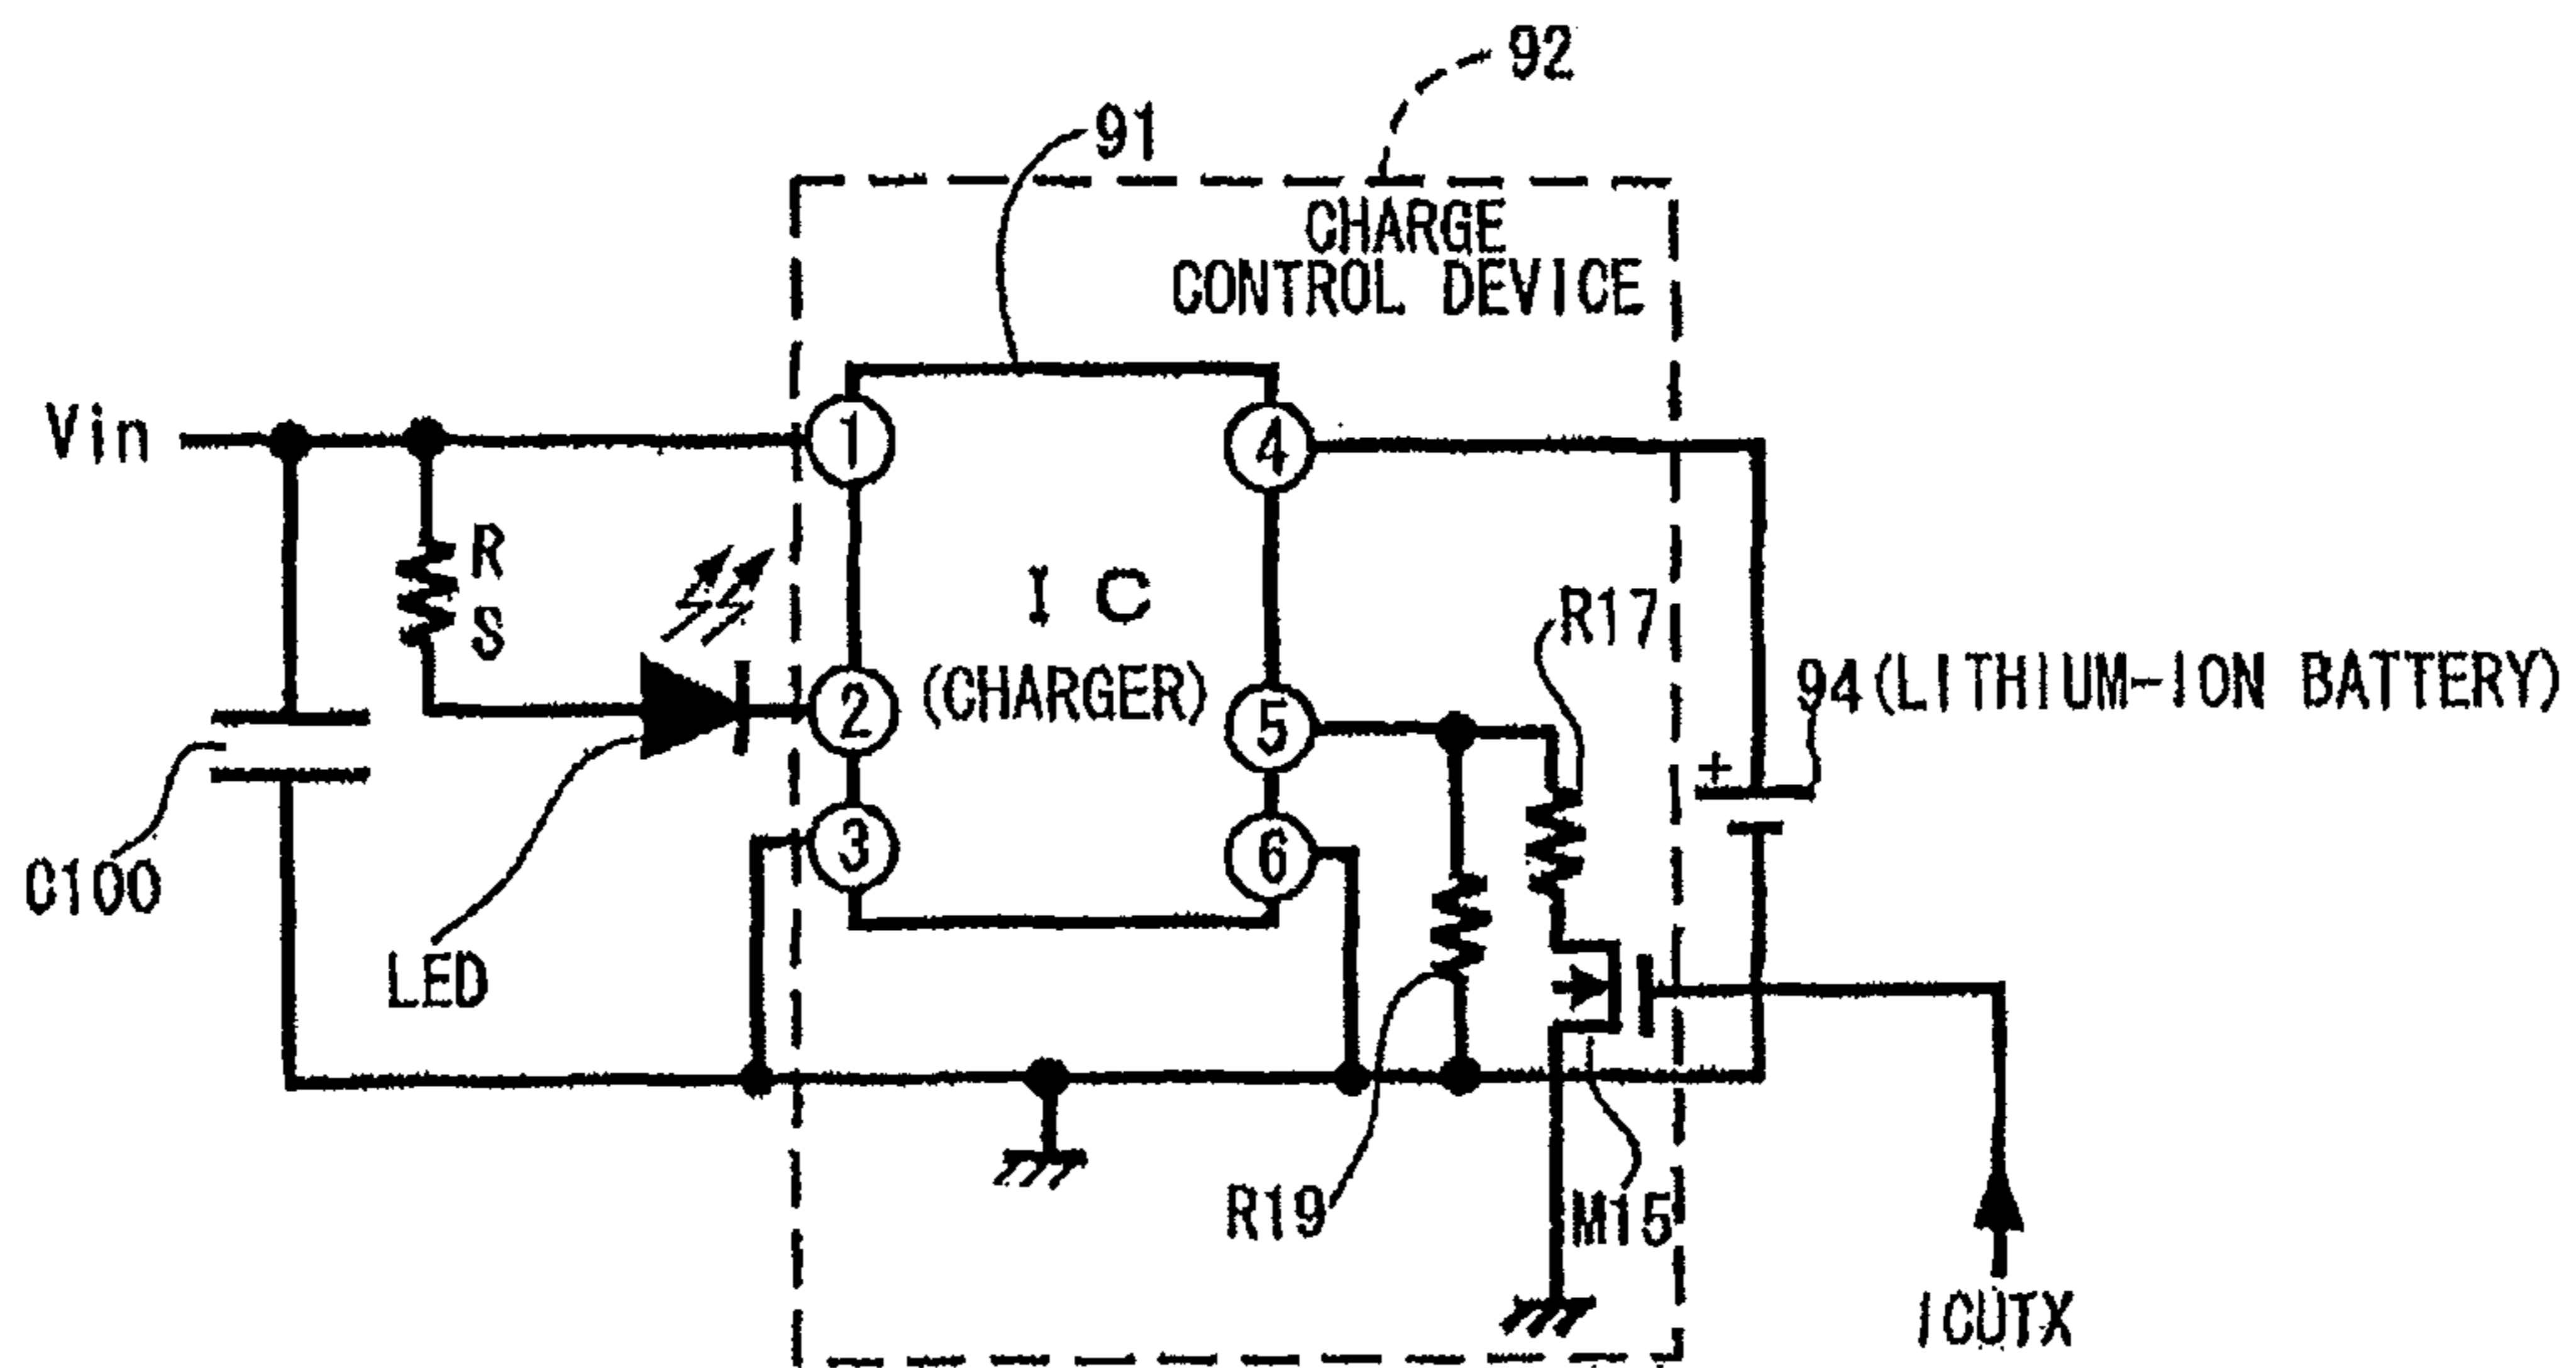 92
91
CHARGE
CONTROL DEVICE
Vin
1
4
R
S
I C
(CHARGER)
R17
94(LITHIUM-ION BATTERY)
2
5
+
3
6
C100
LED
R19
M15
ICUTX